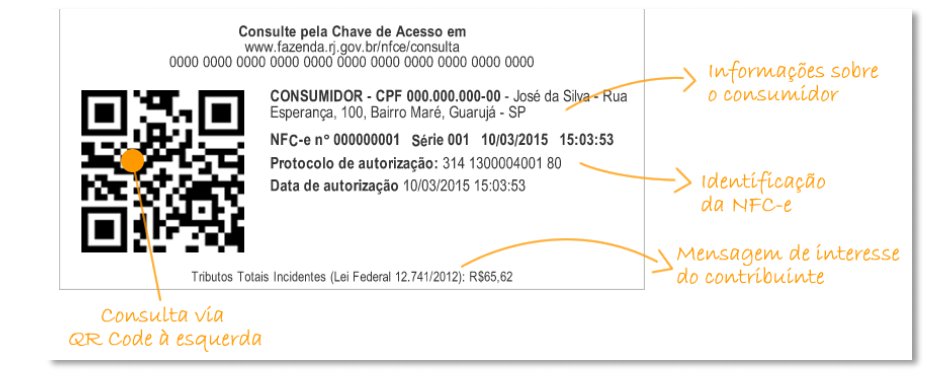 Consulte pela Chave de Acesso em
www.fazenda.rj.gov.br/nfce/consulta
0000 0000 0000 0000 0000 0000 0000 0000 0000 0000 0000
CONSUMIDOR - CPF 000.000.000-00 - José da Silva - Rua
Esperança, 100, Bairro Maré, Guarujá - SP
NFC-e nº 000000001 Série 001 10/03/2015 15:03:53
Protocolo de autorização: 314 1300004001 80
Data de autorização 10/03/2015 15:03:53
Tributos Totais Incidentes (Lei Federal 12.741/2012): R$65,62
Informações sobre
o consumidor
Identificação
da NFC-e
Mensagem de interesse
do contribuinte
Consulta via
QR Code à esquerda